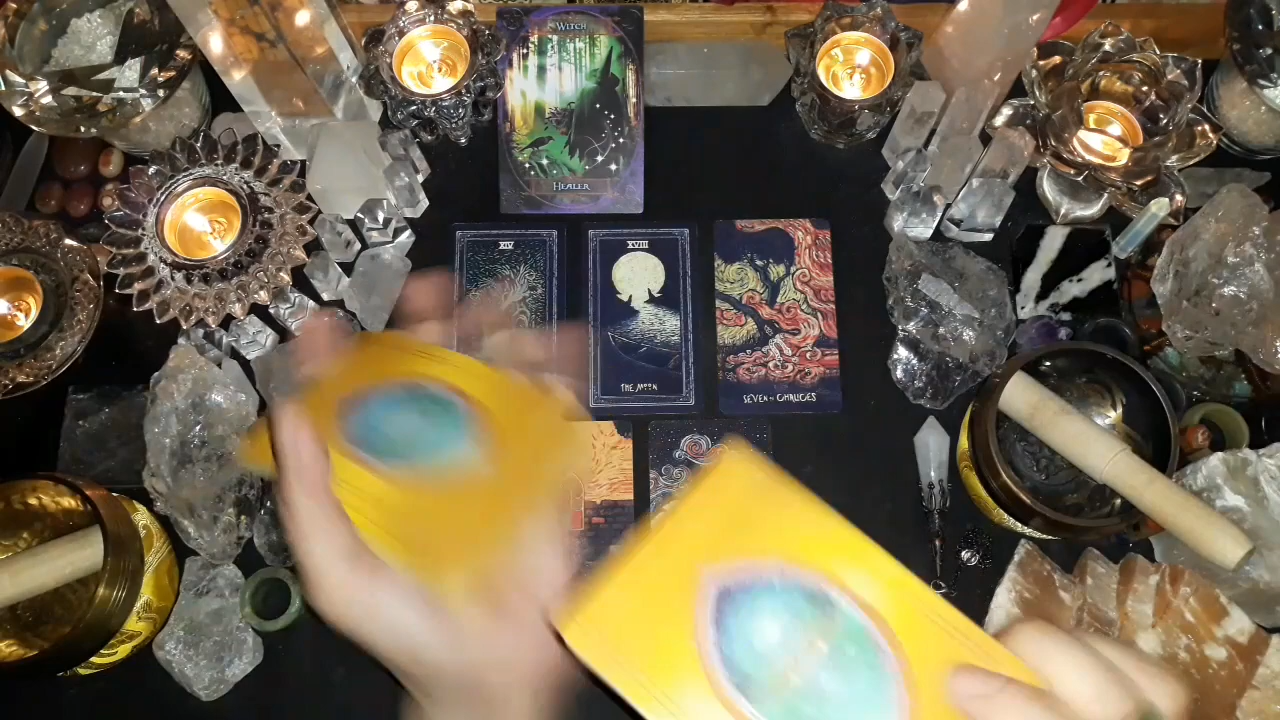 WITCH
HEALER
XIV
XVIII
THE MOON
SEVEN OF CHALICES